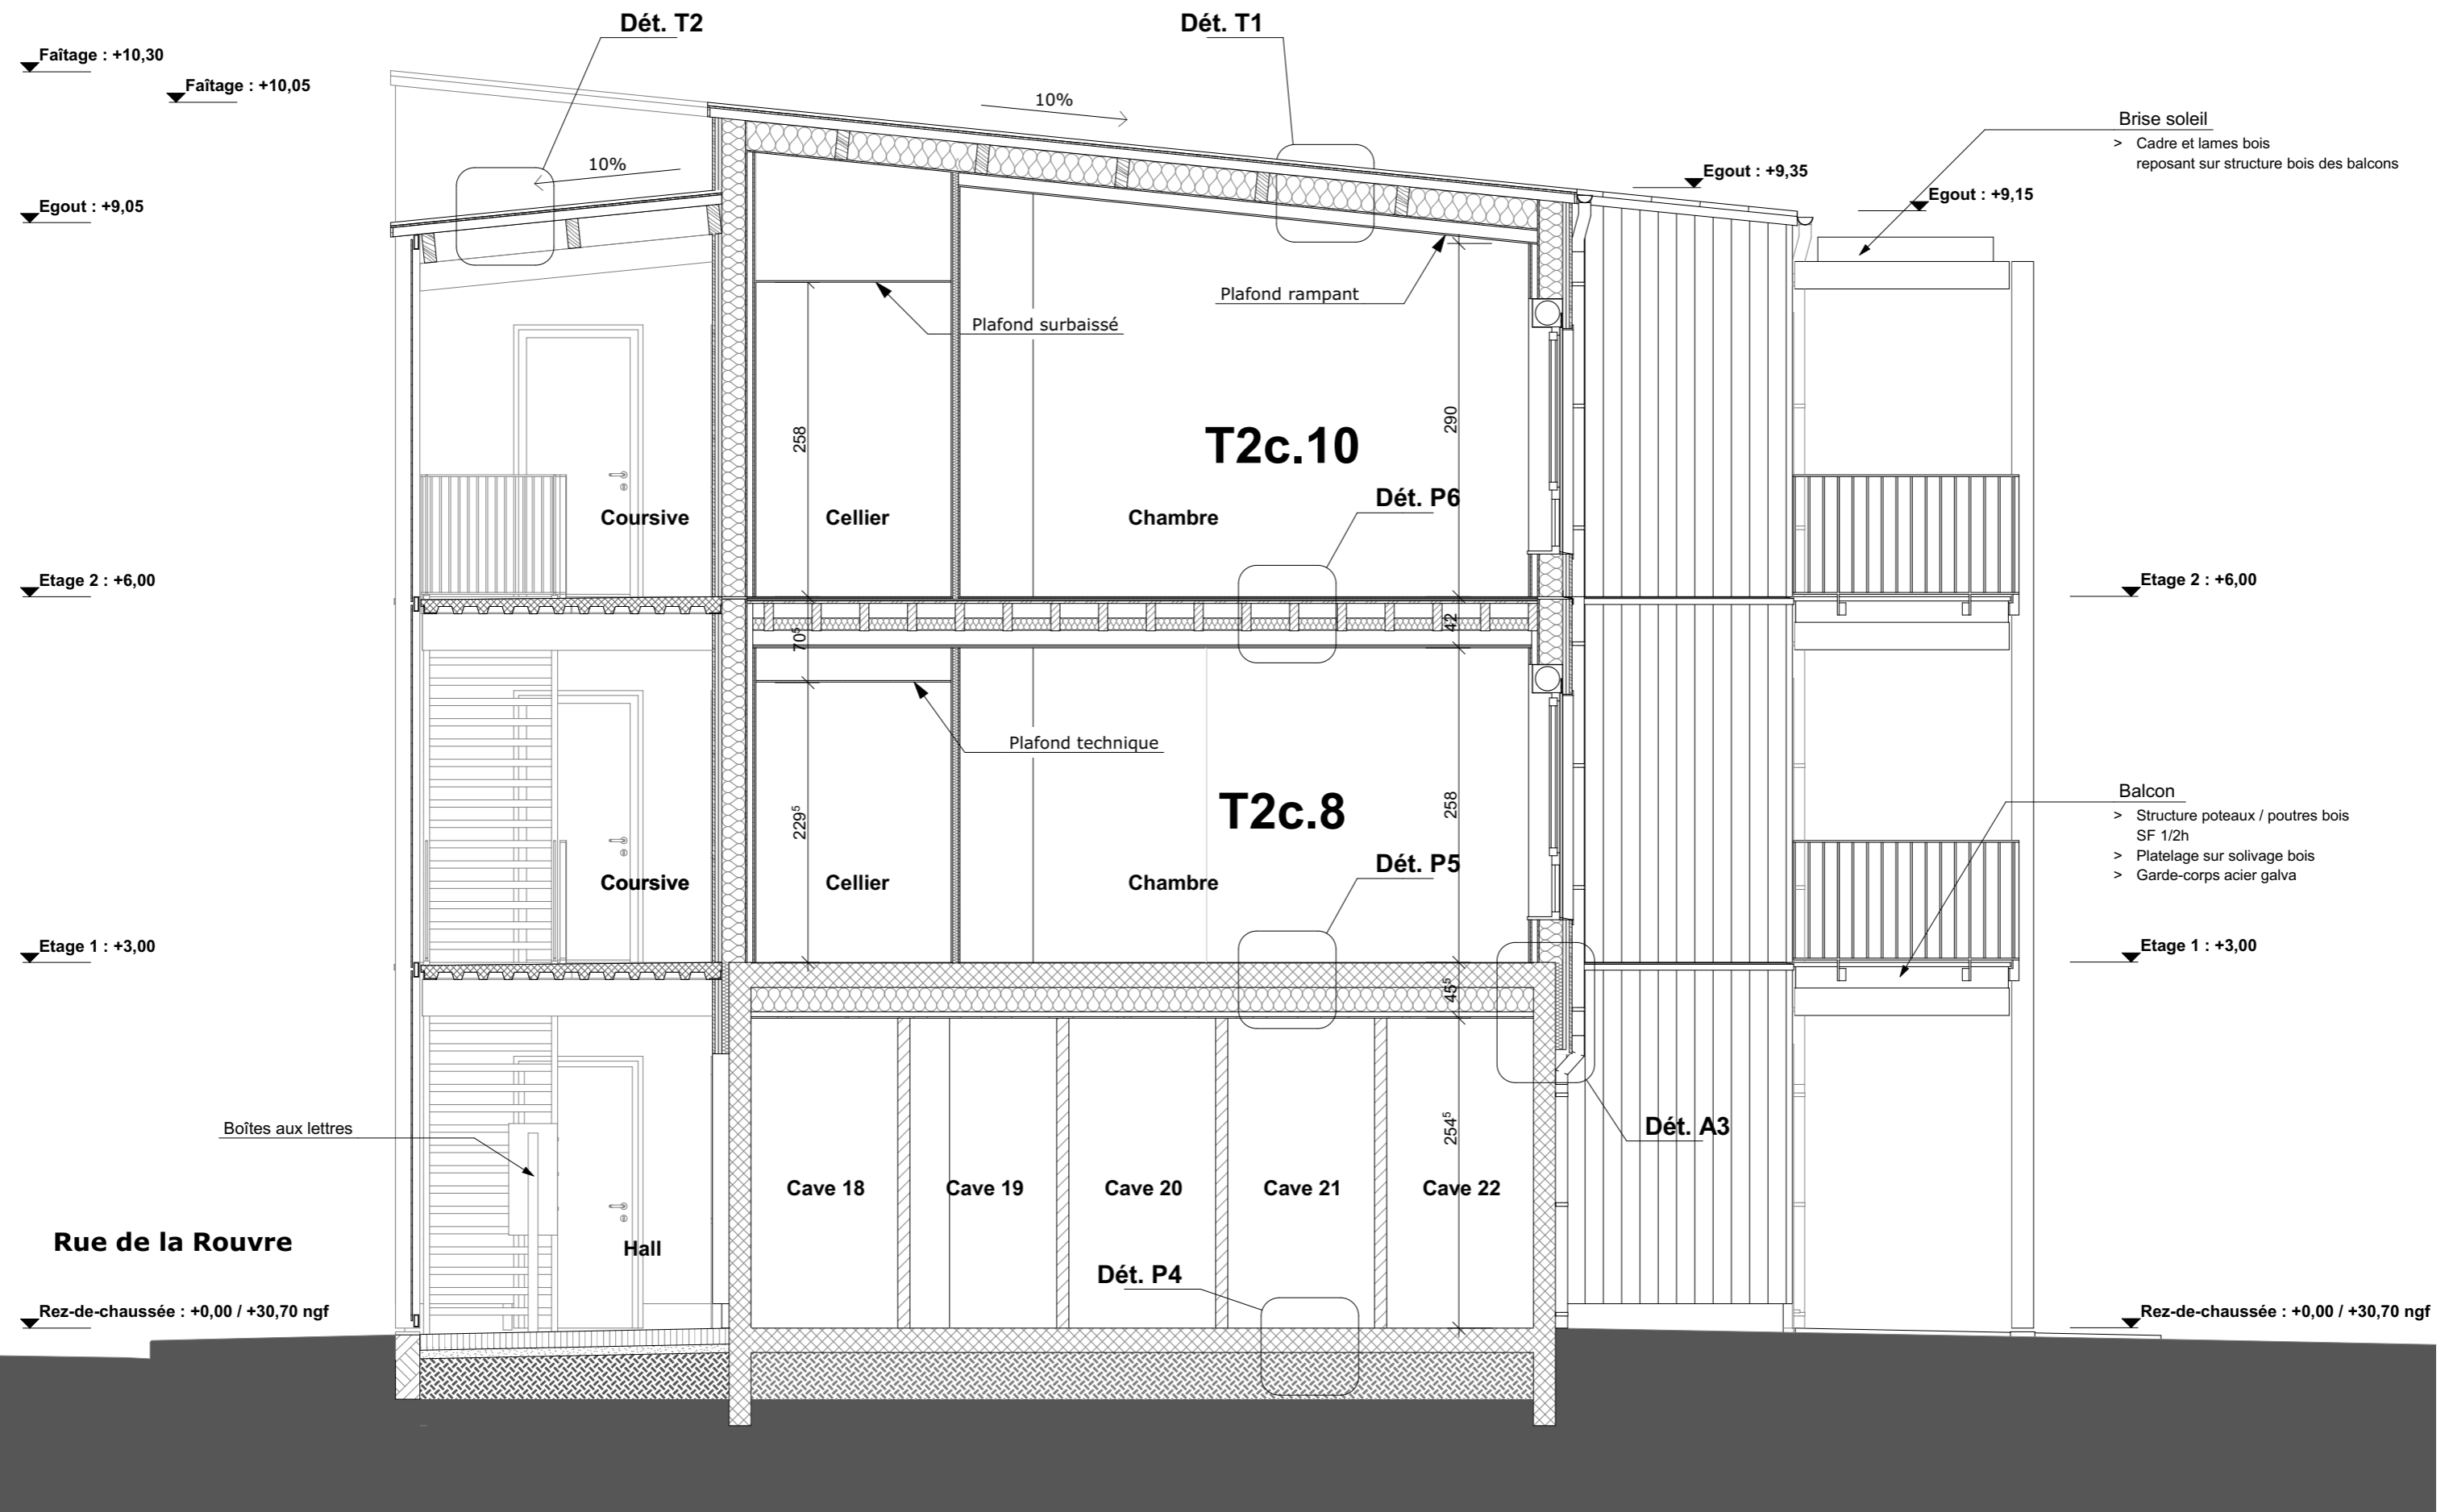 Dét. T2
Dét. T1
Faîtage : +10,30
Faîtage : +10,05
10%
Brise soleil
> Cadre et lames bois
reposant sur structure bois des balcons
10%
Egout : +9,35
Egout : +9,15
Egout : +9,05
Plafond rampant
Plafond surbaissé
258
T2c.10
290
Dét. P6
Coursive
Cellier
Chambre
Etage 2 : +6,00
Etage 2 : +6,00
70⁵
42
Plafond technique
229⁵
T2c.8
258
Balcon
> Structure poteaux / poutres bois
SF 1/2h
> Platelage sur solivage bois
> Garde-corps acier galva
Dét. P5
Coursive
Cellier
Chambre
Etage 1 : +3,00
Etage 1 : +3,00
45⁵
Boîtes aux lettres
254⁵
Dét. A3
Cave 18
Cave 19
Cave 20
Cave 21
Cave 22
Rue de la Rouvre
Hall
Dét. P4
Rez-de-chaussée : +0,00 / +30,70 ngf
Rez-de-chaussée : +0,00 / +30,70 ngf